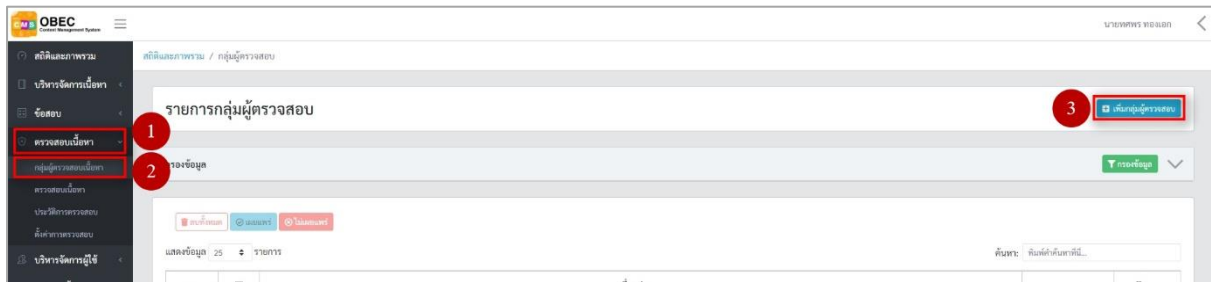 CMS OBEC
Content Management System
นายทศพร ทองเอก
สถิติและภาพรวม
สถิติและภาพรวม / กลุ่มผู้ตรวจสอบ
บริหารจัดการเนื้อหา
ข้อสอบ
รายการกลุ่มผู้ตรวจสอบ
3
เพิ่มกลุ่มผู้ตรวจสอบ
1
ตรวจสอบเนื้อหา
2
กลุ่มผู้ตรวจสอบเนื้อหา
กรองข้อมูล
กรองข้อมูล
ตรวจสอบเนื้อหา
ประวัติการตรวจสอบ
ลบทั้งหมด
เผยแพร่
ไม่เผยแพร่
ตั้งค่าการตรวจสอบ
แสดงข้อมูล 25 รายการ
ค้นหา: พิมพ์คำค้นหาที่นี่...
บริหารจัดการผู้ใช้